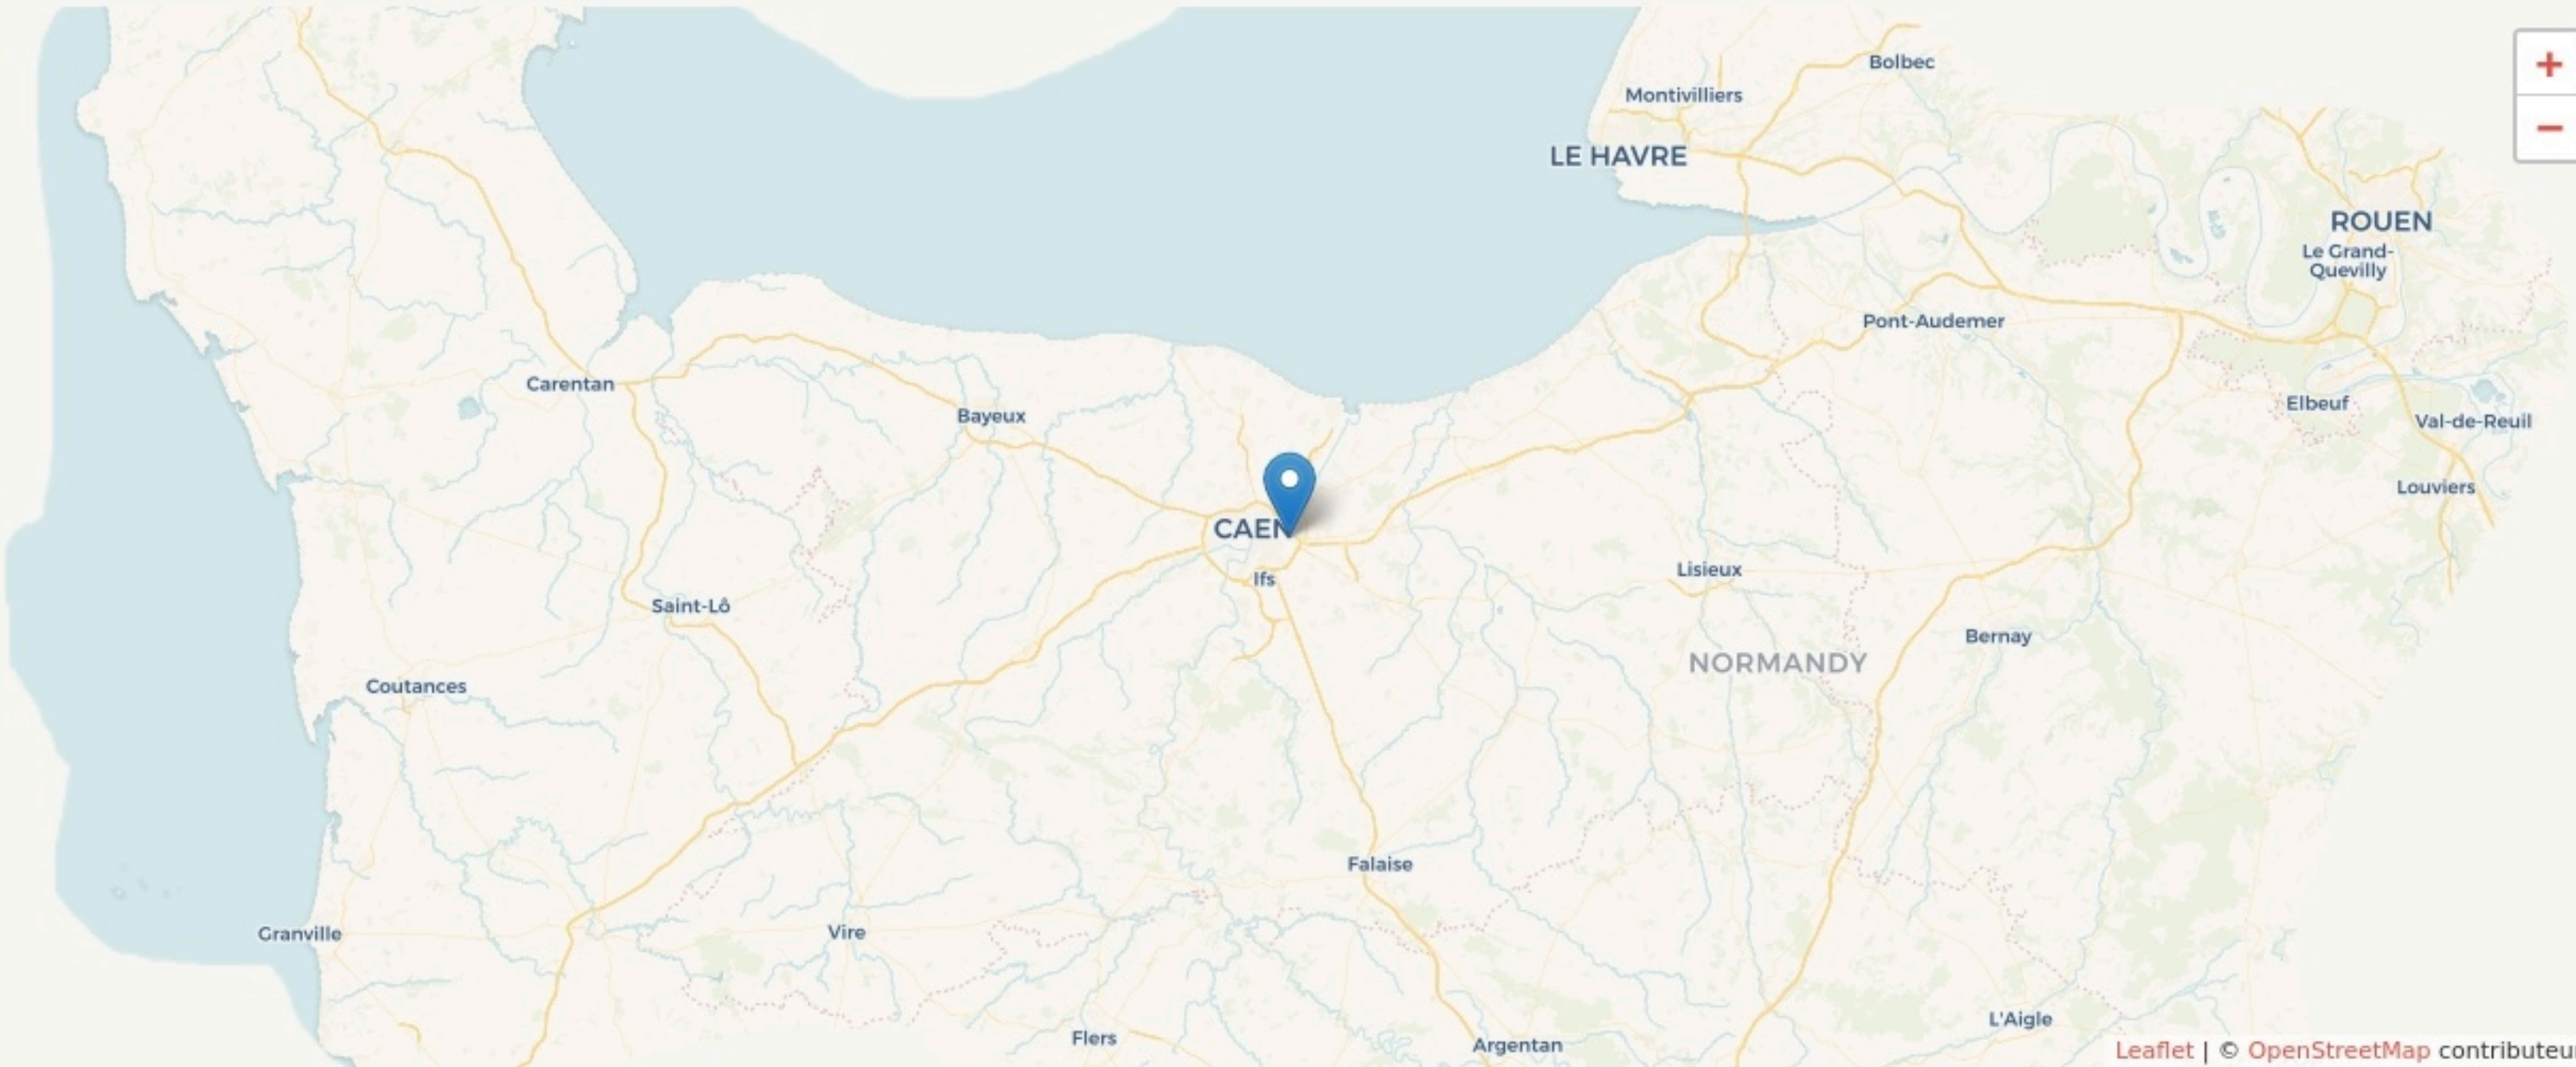 Bolbec
+
Montivilliers
−
LE HAVRE
ROUEN
Le Grand-
Quevilly
Pont-Audemer
Carentan
Elbeuf
Bayeux
Val-de-Reuil
Louviers
CAEN
Lisieux
Ifs
Saint-Lô
Bernay
NORMANDY
Coutances
Falaise
Vire
Granville
L'Aigle
Flers
Argentan
Leaflet | © OpenStreetMap contributeur